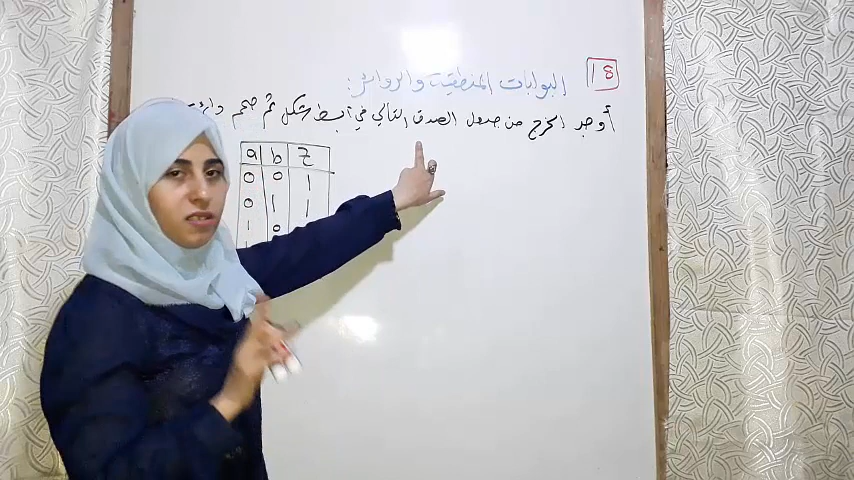 18
البوابات المنطقية والدوائر:
أوجد الخرج من جدول الصدق التالي في أبسط شكل ثم صمم
a b z
0 0 1
0 1 1
1 0